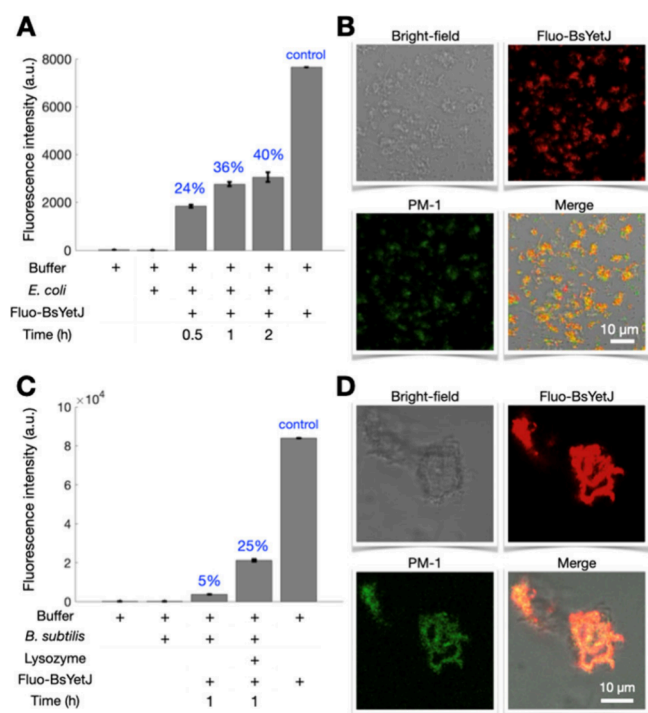 A
Fluorescence intensity (a.u.)
8000
6000
4000
2000
0
24%
36%
40%
control
Buffer + + + + + +
E. coli + + + +
Fluo-BsYetJ + + + +
Time (h) 0.5 1 2
B
Bright-field Fluo-BsYetJ
PM-1 Merge
10 µm
C
Fluorescence intensity (a.u.)
× 10⁴
10
8
6
4
2
0
5%
25%
control
Buffer + + + + +
B. subtilis + + +
Lysozyme +
Fluo-BsYetJ + + +
Time (h) 1 1
D
Bright-field Fluo-BsYetJ
PM-1 Merge
10 µm